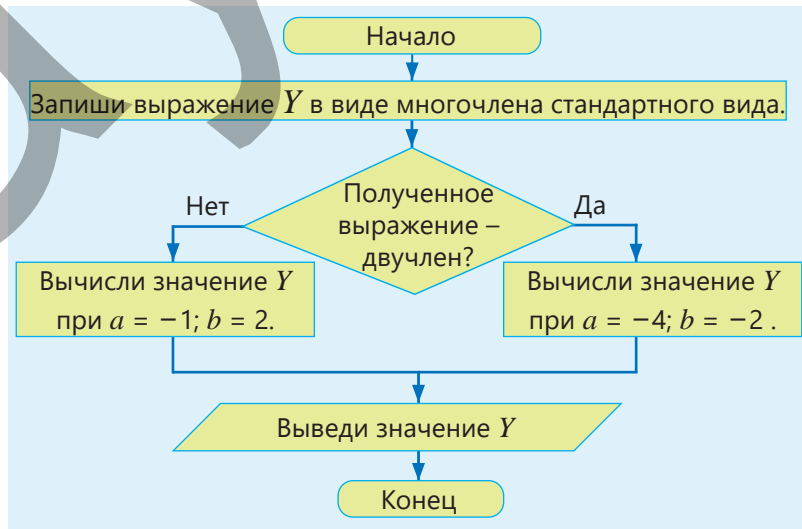 Начало
Запиши выражение Y в виде многочлена стандартного вида.
Полученное
выражение –
двучлен?
Нет
Да
Вычисли значение Y
при a = −1; b = 2.
Вычисли значение Y
при a = −4; b = −2 .
Выведи значение Y
Конец